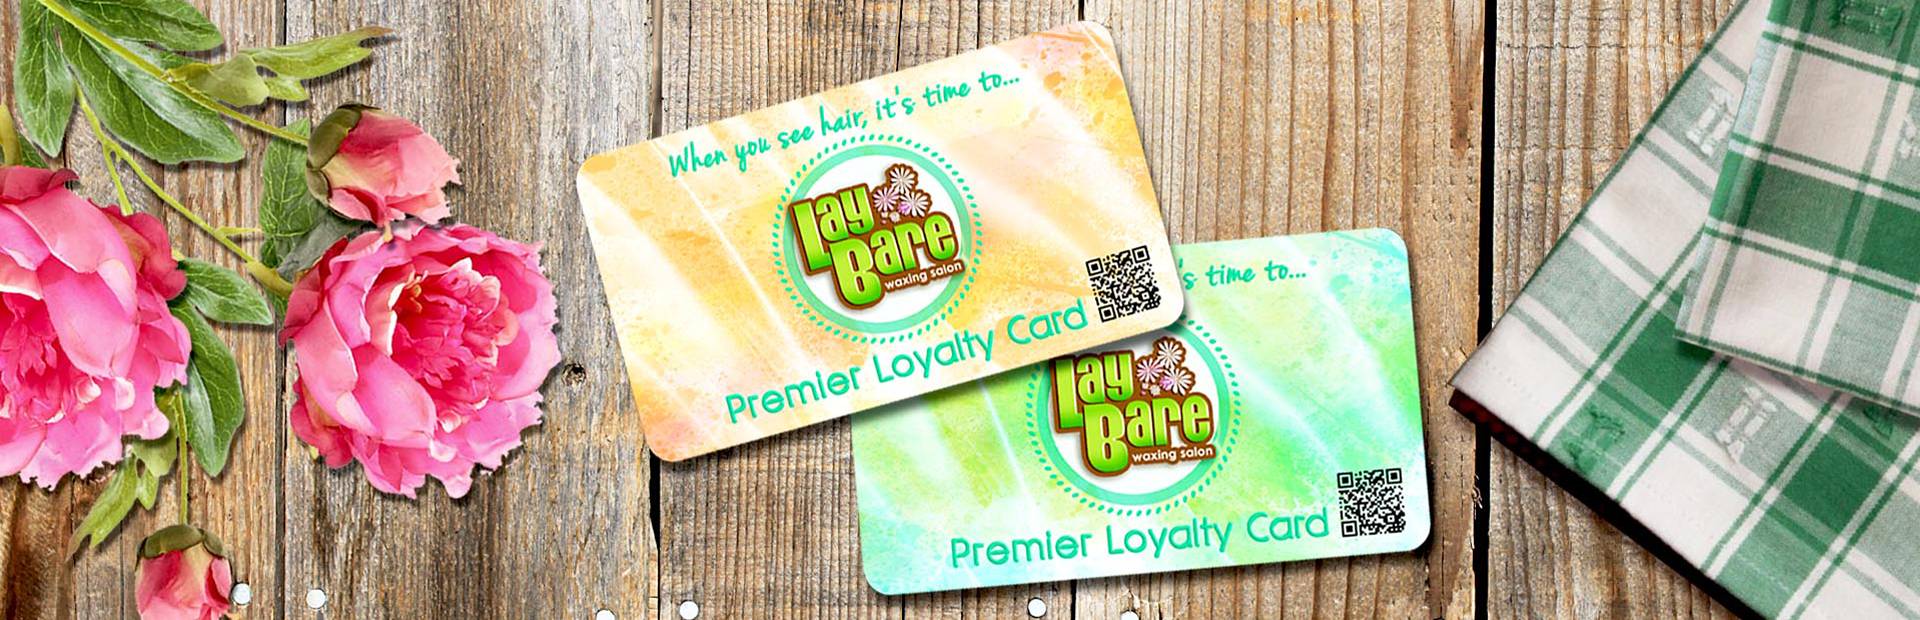 When you see hair, it's time to...
Lay
Bare
waxing salon
Premier Loyalty Card
's time to...
Lay
Bare
waxing salon
Premier Loyalty Card